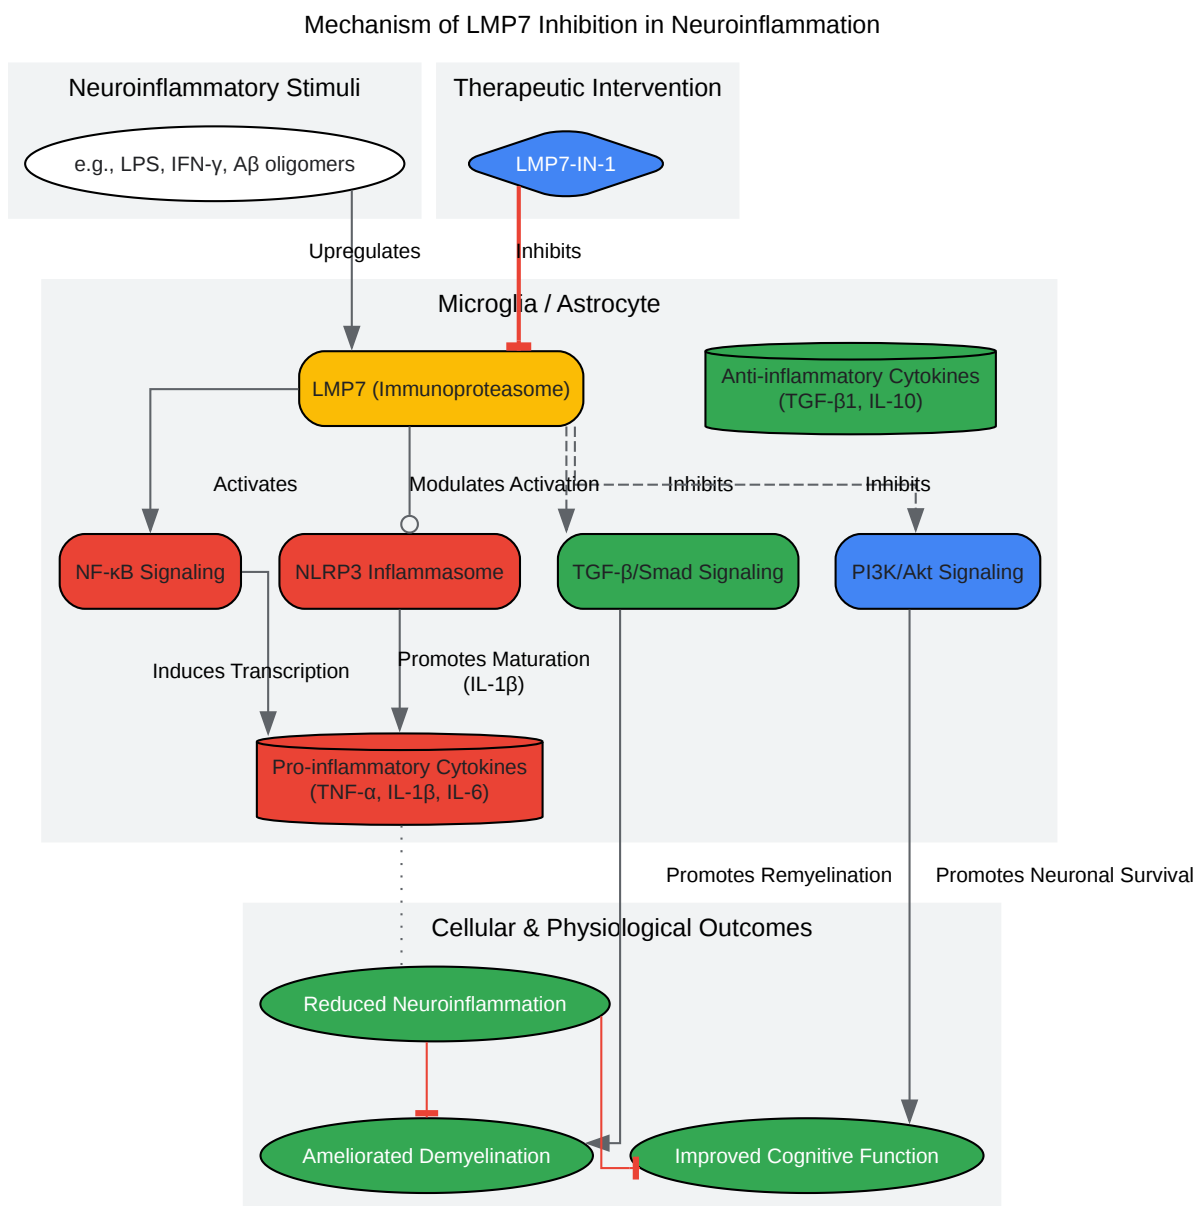 Mechanism of LMP7 Inhibition in Neuroinflammation
Neuroinflammatory Stimuli
Therapeutic Intervention
e.g., LPS, IFN-γ, Aβ oligomers
LMP7-IN-1
Upregulates
Inhibits
Microglia / Astrocyte
LMP7 (Immunoproteasome)
Anti-inflammatory Cytokines
(TGF-β1, IL-10)
Activates
Modulates Activation
Inhibits
Inhibits
NF-κB Signaling
NLRP3 Inflammasome
TGF-β/Smad Signaling
PI3K/Akt Signaling
Induces Transcription
Promotes Maturation
(IL-1β)
Pro-inflammatory Cytokines
(TNF-α, IL-1β, IL-6)
Promotes Remyelination
Promotes Neuronal Survival
Cellular & Physiological Outcomes
Reduced Neuroinflammation
Ameliorated Demyelination
Improved Cognitive Function